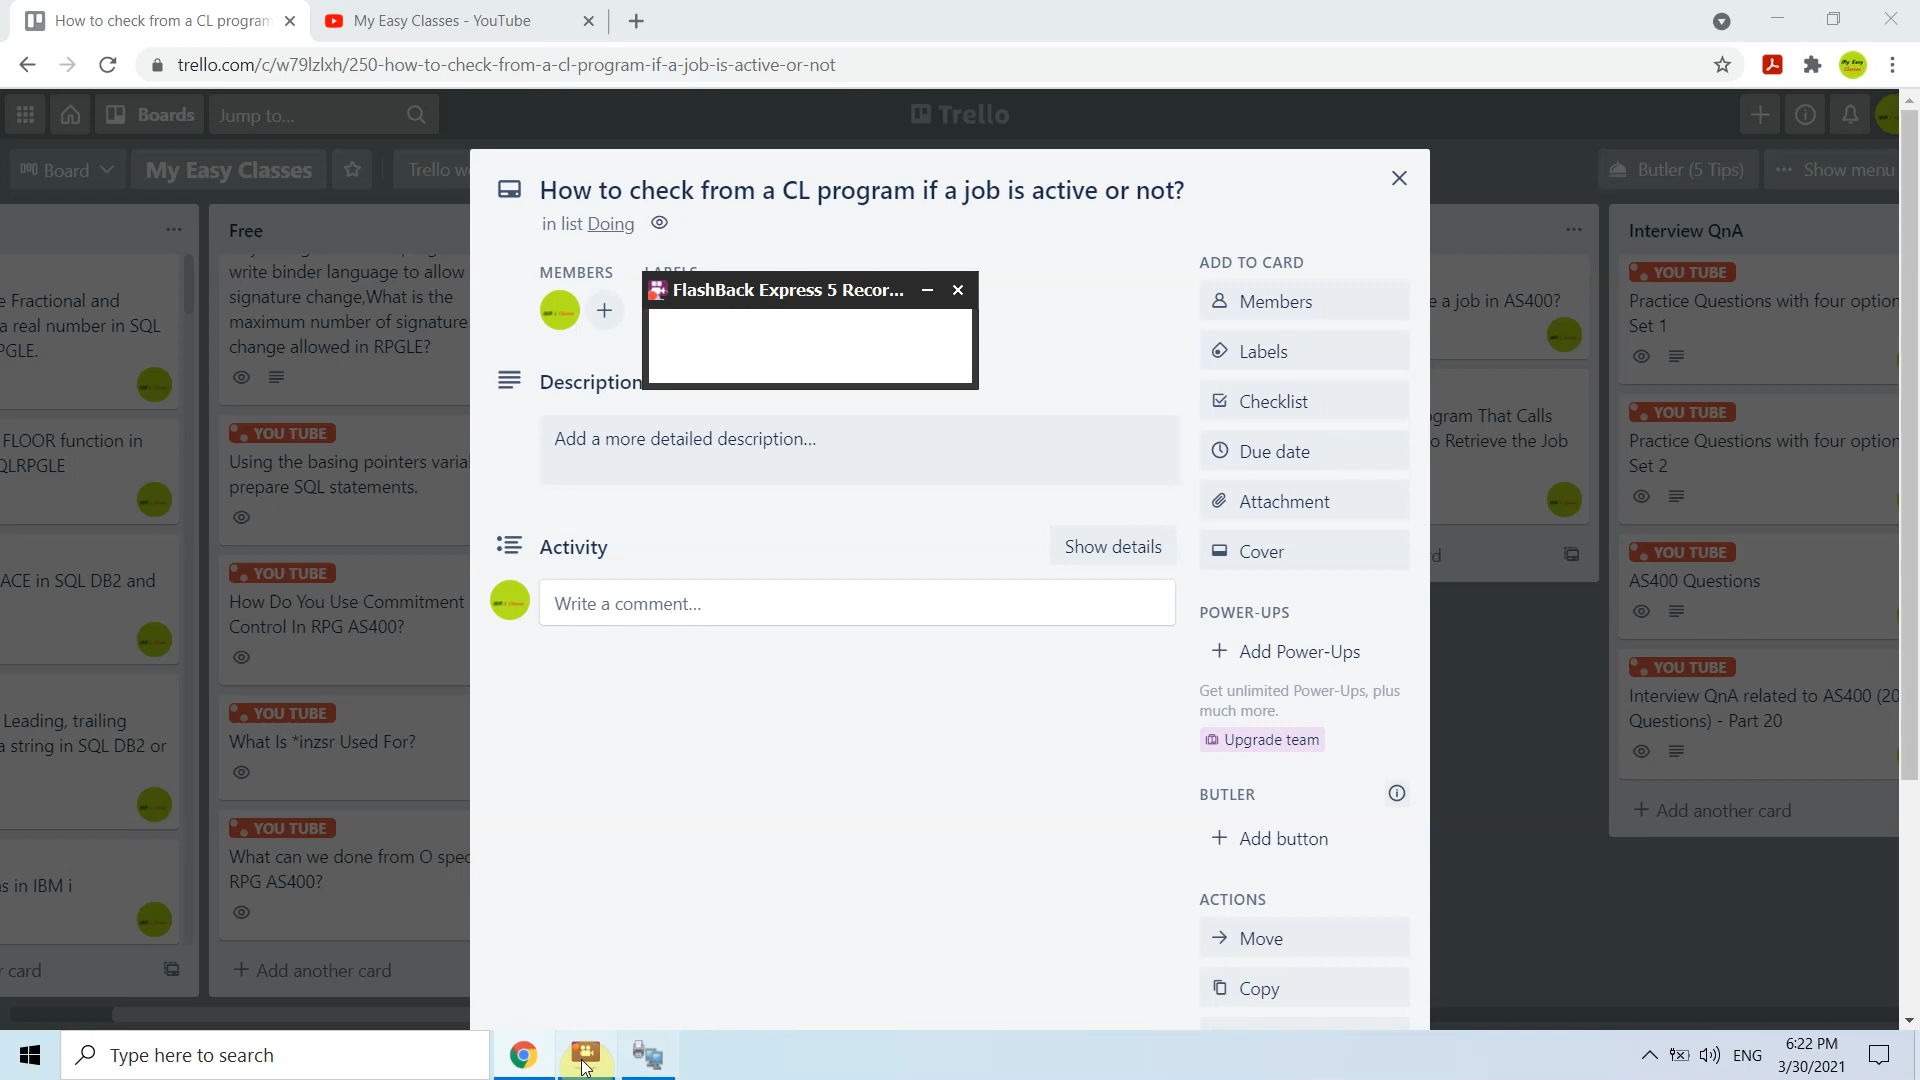 How to check from a CL program
My Easy Classes - YouTube
trello.com/c/w79lzlxh/250-how-to-check-from-a-cl-program-if-a-job-is-active-or-not
Boards
Jump to...
Trello
Board
My Easy Classes
Trello
Butler (5 Tips)
Show menu
e Fractional and
a real number in SQL
PGLE.
FLOOR function in
QLRPGLE
ACE in SQL DB2 and
Leading, trailing
a string in SQL DB2 or
s in IBM i
card
Free
write binder language to allow
signature change,What is the
maximum number of signature
change allowed in RPGLE?
YOU TUBE
Using the basing pointers varia
prepare SQL statements.
YOU TUBE
How Do You Use Commitment
Control In RPG AS400?
YOU TUBE
What Is *inzsr Used For?
YOU TUBE
What can we done from O spec
RPG AS400?
+ Add another card
How to check from a CL program if a job is active or not?
in list Doing
MEMBERS
LABELS
FlashBack Express 5 Recor...
Description
Add a more detailed description...
Activity
Show details
Write a comment...
ADD TO CARD
Members
Labels
Checklist
Due date
Attachment
Cover
POWER-UPS
+ Add Power-Ups
Get unlimited Power-Ups, plus
much more.
Upgrade team
BUTLER
+ Add button
ACTIONS
Move
Copy
e a job in AS400?
gram That Calls
o Retrieve the Job
d
Interview QnA
YOU TUBE
Practice Questions with four option
Set 1
YOU TUBE
Practice Questions with four option
Set 2
YOU TUBE
AS400 Questions
YOU TUBE
Interview QnA related to AS400 (20
Questions) - Part 20
+ Add another card
Type here to search
ENG
6:22 PM
3/30/2021